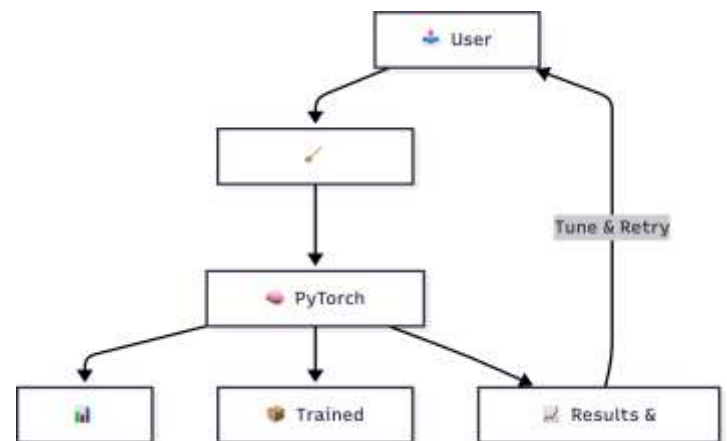 User
Tune & Retry
PyTorch
Trained
Results &